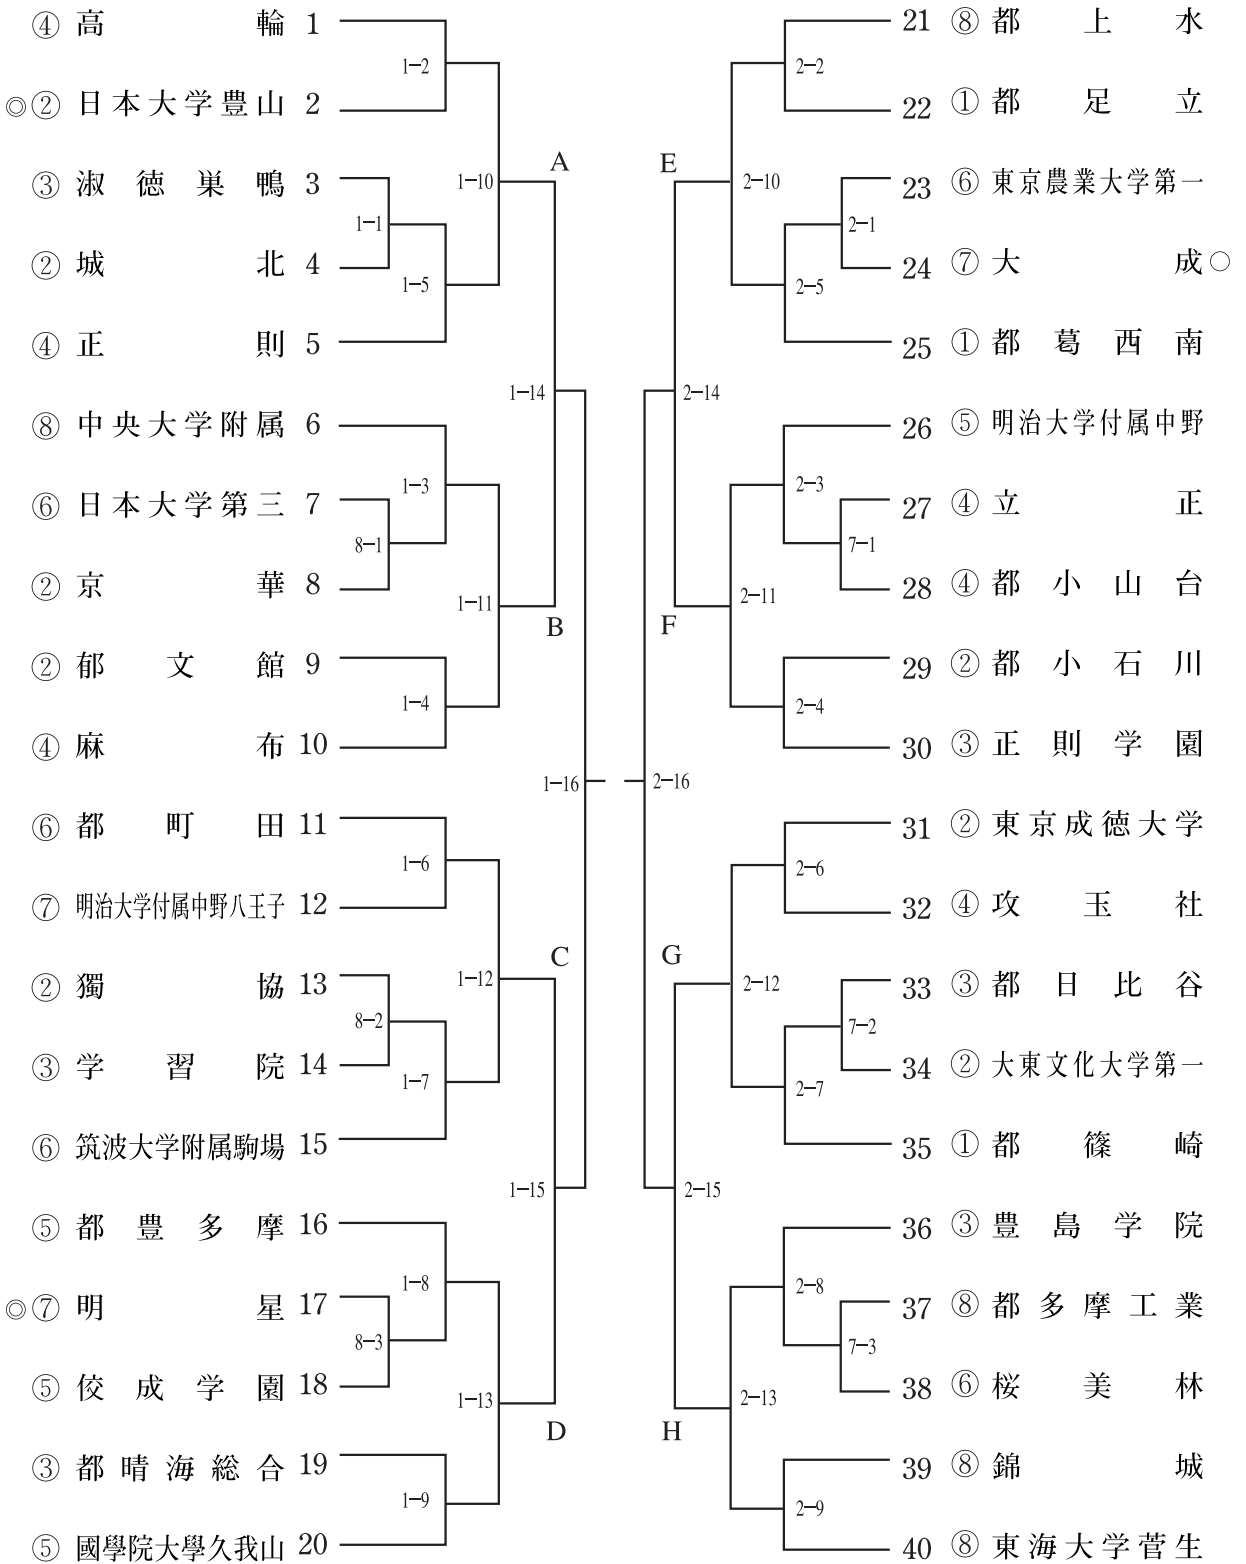 ④ 高輪 1
◎② 日本大学豊山 2
③ 淑徳巣鴨 3
② 城北 4
④ 正則 5
⑧ 中央大学附属 6
⑥ 日本大学第三 7
② 京華 8
② 郁文館 9
④ 麻布 10
⑥ 都町田 11
⑦ 明治大学付属中野八王子 12
② 獨協 13
③ 学習院 14
⑥ 筑波大学附属駒場 15
⑤ 都豊多摩 16
◎⑦ 明星 17
⑤ 佼成学園 18
③ 都晴海総合 19
⑤ 國學院大學久我山 20
1-2
1-1
1-5
1-10
A
1-14
1-3
8-1
1-11
B
1-4
1-16
1-6
1-12
C
8-2
1-7
1-15
1-8
8-3
1-13
D
1-9
E
2-2
2-10
2-1
2-5
2-14
2-3
7-1
2-11
F
2-4
2-16
2-6
G
2-12
7-2
2-7
2-15
2-8
7-3
2-13
H
2-9
21 ⑧ 都上水
22 ① 都足立
23 ⑥ 東京農業大学第一
24 ⑦ 大成○
25 ① 都葛西南
26 ⑤ 明治大学付属中野
27 ④ 立正
28 ④ 都小山台
29 ② 都小石川
30 ③ 正則学園
31 ② 東京成徳大学
32 ④ 攻玉社
33 ③ 都日比谷
34 ② 大東文化大学第一
35 ① 都篠崎
36 ③ 豊島学院
37 ⑧ 都多摩工業
38 ⑥ 桜美林
39 ⑧ 錦城
40 ⑧ 東海大学菅生